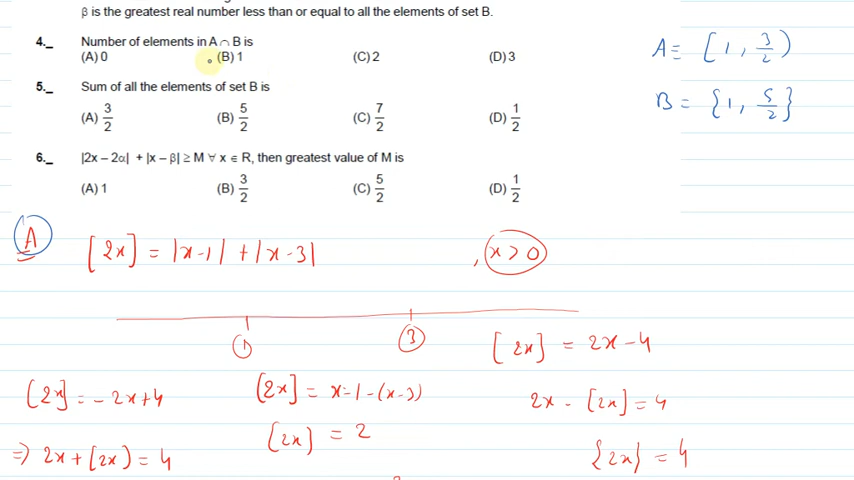 β is the greatest real number less than or equal to all the elements of set B.
4._ Number of elements in A ∩ B is
(A) 0 (B) 1 (C) 2 (D) 3
5._ Sum of all the elements of set B is
(A) 3/2 (B) 5/2 (C) 7/2 (D) 1/2
6._ |2x – 2α| + |x – β| ≥ M ∀ x ∈ R, then greatest value of M is
(A) 1 (B) 3/2 (C) 5/2 (D) 1/2
A = [1, 3/2)
B = {1, 5/2}
A [2x] = |x-1| + |x-3| , x > 0
1 3
[2x] = 2x-4
[2x] = -2x+4 [2x] = x-1-(x-3) 2x - [2x] = 4
[2x] = 2
⇒ 2x + [2x] = 4 {2x} = 4